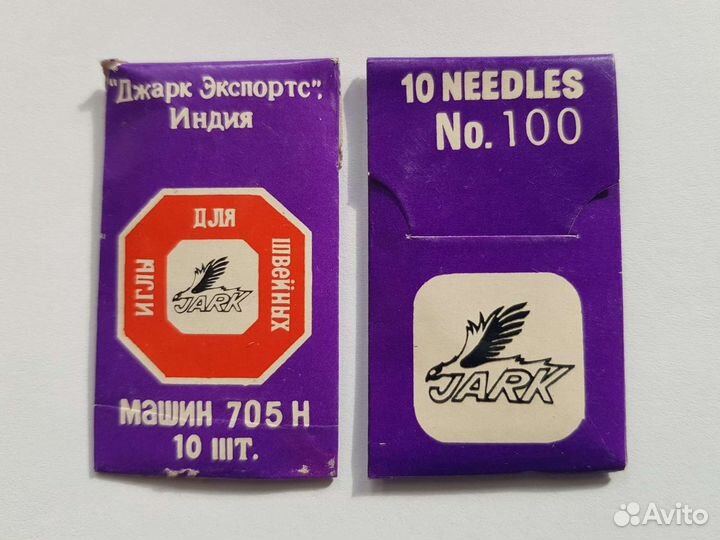 "Джарк Экспортс",
Индия
ИГЛЫ
ДЛЯ
ШВЕЙНЫХ
JARK
машин 705 H
10 шт.
10 NEEDLES
No. 100
JARK
Avito